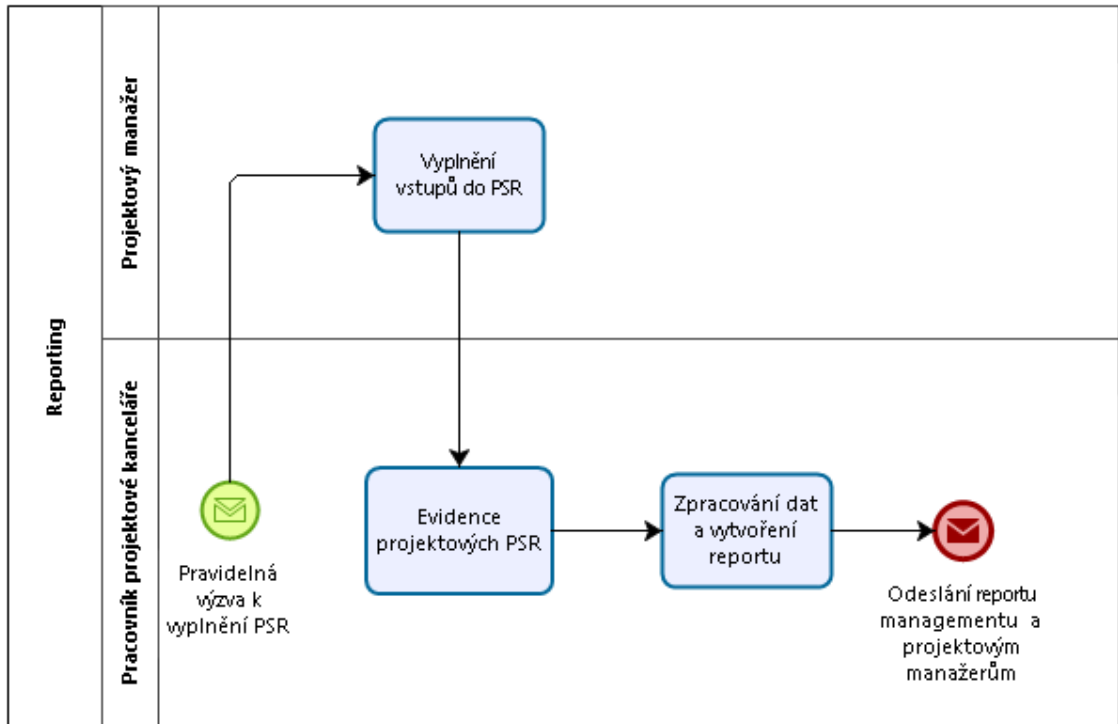 Reporting
Projektový manažer
Vyplnění
vstupů do PSR
Pracovník projektové kanceláře
Pravidelná
výzva k
vyplnění PSR
Evidence
projektových PSR
Zpracování dat
a vytvoření
reportu
Odeslání reportu
managementu a
projektovým
manažerům